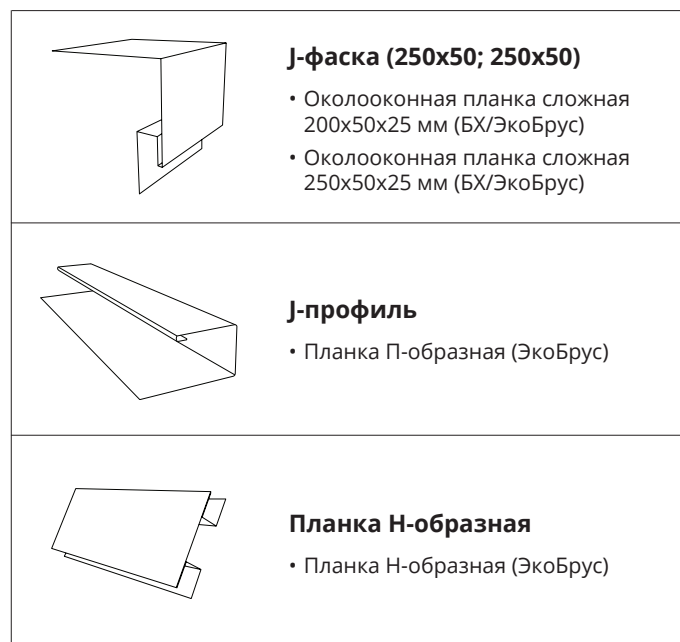 J-фаска (250х50; 250х50)
• Околооконная планка сложная
200х50х25 мм (БХ/ЭкоБрус)
• Околооконная планка сложная
250х50х25 мм (БХ/ЭкоБрус)
J-профиль
• Планка П-образная (ЭкоБрус)
Планка Н-образная
• Планка Н-образная (ЭкоБрус)